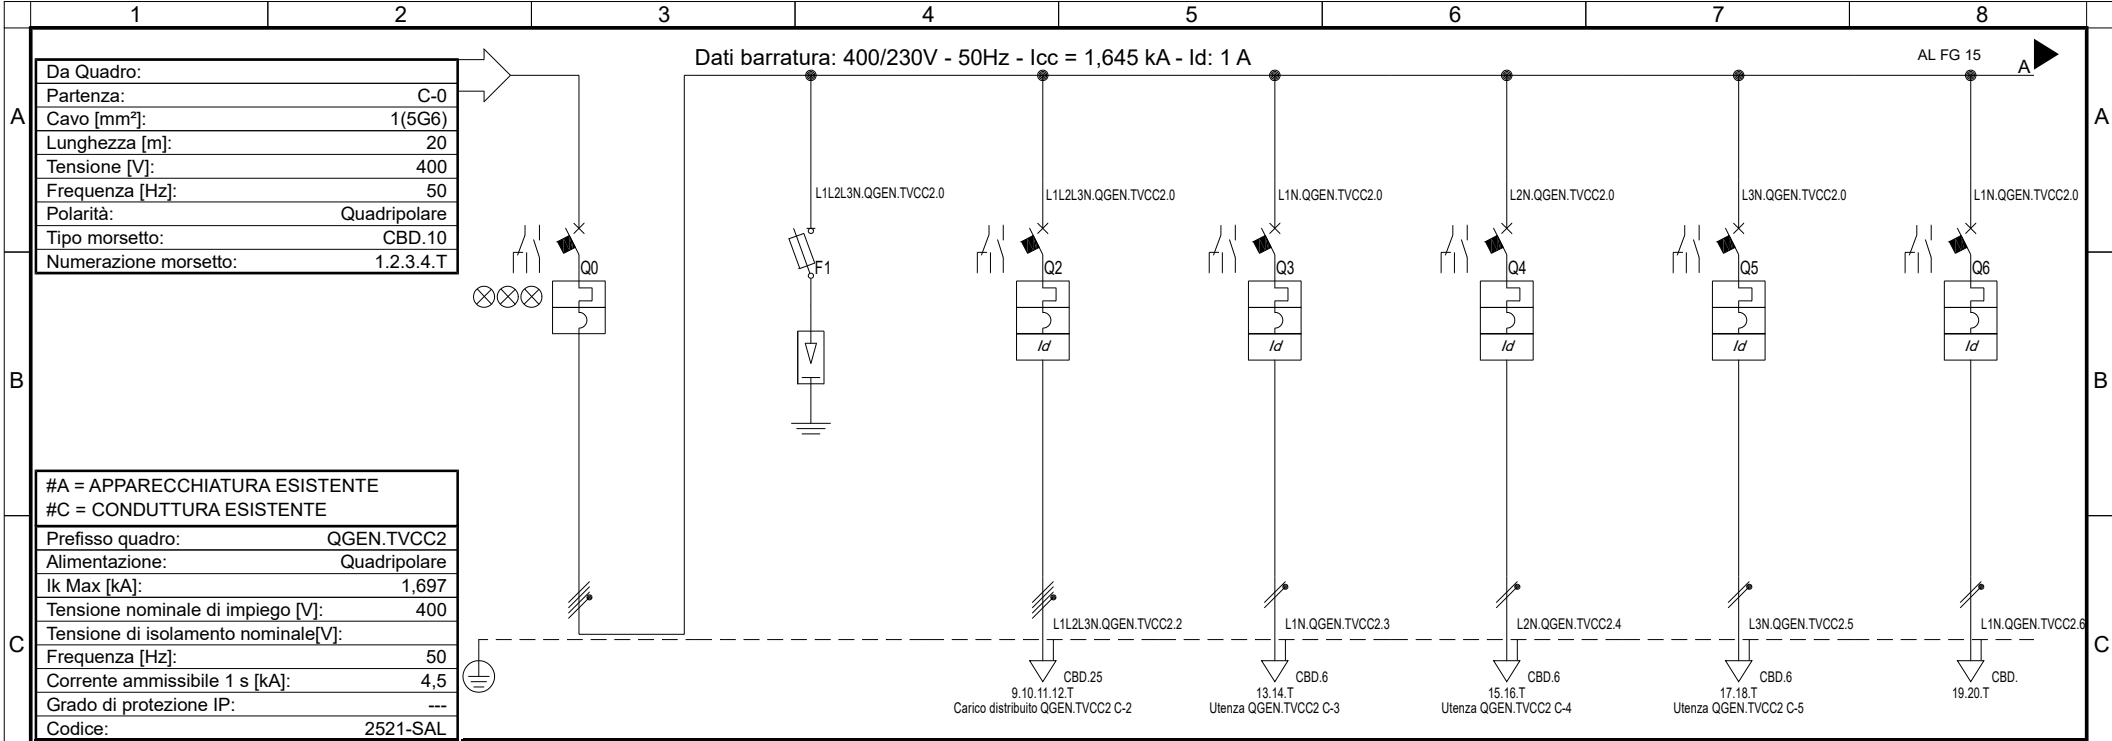 1 2 3 4 5 6 7 8
Dati barratura: 400/230V - 50Hz - Icc = 1,645 kA - Id: 1 A
AL FG 15
A
Da Quadro:
Partenza: C-0
Cavo [mm²]: 1(5G6)
Lunghezza [m]: 20
Tensione [V]: 400
Frequenza [Hz]: 50
Polarità: Quadripolare
Tipo morsetto: CBD.10
Numerazione morsetto: 1.2.3.4.T
A A
L1L2L3N.QGEN.TVCC2.0 L1L2L3N.QGEN.TVCC2.0 L1N.QGEN.TVCC2.0 L2N.QGEN.TVCC2.0 L3N.QGEN.TVCC2.0 L1N.QGEN.TVCC2.0
Q0 F1 Q2 Q3 Q4 Q5 Q6
Id Id Id Id Id
B B
#A = APPARECCHIATURA ESISTENTE
#C = CONDUTTURA ESISTENTE
Prefisso quadro: QGEN.TVCC2
Alimentazione: Quadripolare
Ik Max [kA]: 1,697
Tensione nominale di impiego [V]: 400
Tensione di isolamento nominale[V]:
Frequenza [Hz]: 50
Corrente ammissibile 1 s [kA]: 4,5
Grado di protezione IP: ---
Codice: 2521-SAL
L1L2L3N.QGEN.TVCC2.2 L1N.QGEN.TVCC2.3 L2N.QGEN.TVCC2.4 L3N.QGEN.TVCC2.5 L1N.QGEN.TVCC2.6
C C
CBD.25 CBD.6 CBD.6 CBD.6 CBD.
9.10.11.12.T 13.14.T 15.16.T 17.18.T 19.20.T
Carico distribuito QGEN.TVCC2 C-2 Utenza QGEN.TVCC2 C-3 Utenza QGEN.TVCC2 C-4 Utenza QGEN.TVCC2 C-5